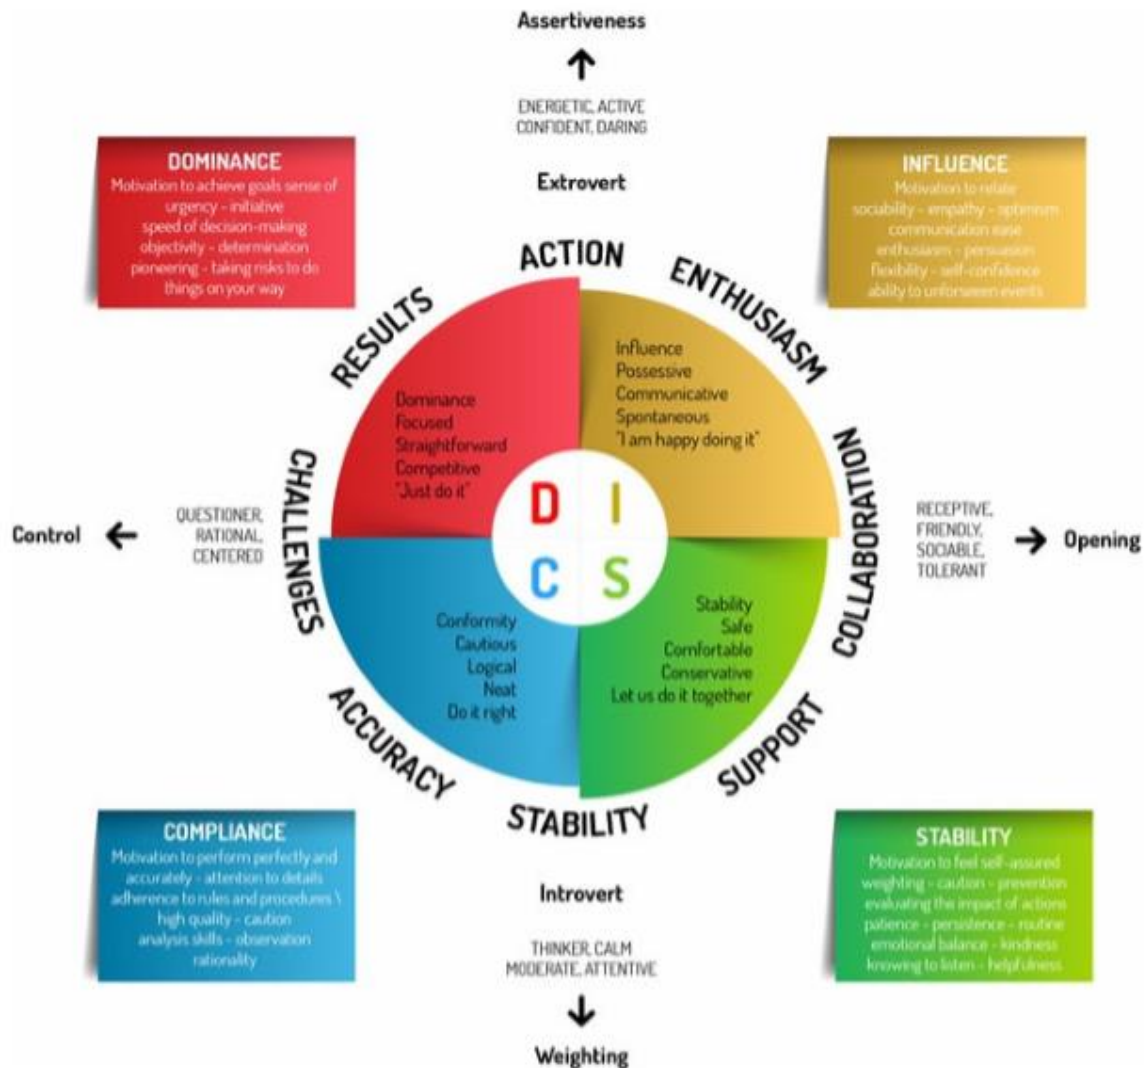 Assertiveness
ENERGETIC, ACTIVE
CONFIDENT, DARING
Extrovert
DOMINANCE
Motivation to achieve goals sense of
urgency - initiative
speed of decision-making
objectivity - determination
pioneering - taking risks to do
things on your way
INFLUENCE
Motivation to relate
sociability - empathy - optimism
communication ease
enthusiasm - persuasion
flexibility - self-confidence
ability to unforseen events
ACTION
ENTHUSIASM
COLLABORATION
SUPPORT
STABILITY
ACCURACY
CHALLENGES
RESULTS
Dominance
Focused
Straightforward
Competitive
"Just do it"
Influence
Possessive
Communicative
Spontaneous
"I am happy doing it"
D I
C S
Control
QUESTIONER,
RATIONAL,
CENTERED
RECEPTIVE,
FRIENDLY,
SOCIABLE,
TOLERANT
Opening
Conformity
Cautious
Logical
Neat
Do it right
Stability
Safe
Comfortable
Conservative
Let us do it together
COMPLIANCE
Motivation to perform perfectly and
accurately - attention to details
adherence to rules and procedures \
high quality - caution
analysis skills - observation
rationality
STABILITY
Motivation to feel self-assured
weighting - caution - prevention
evaluating the impact of actions
patience - persistence - routine
emotional balance - kindness
knowing to listen - helpfulness
Introvert
THINKER, CALM
MODERATE, ATTENTIVE
Weighting